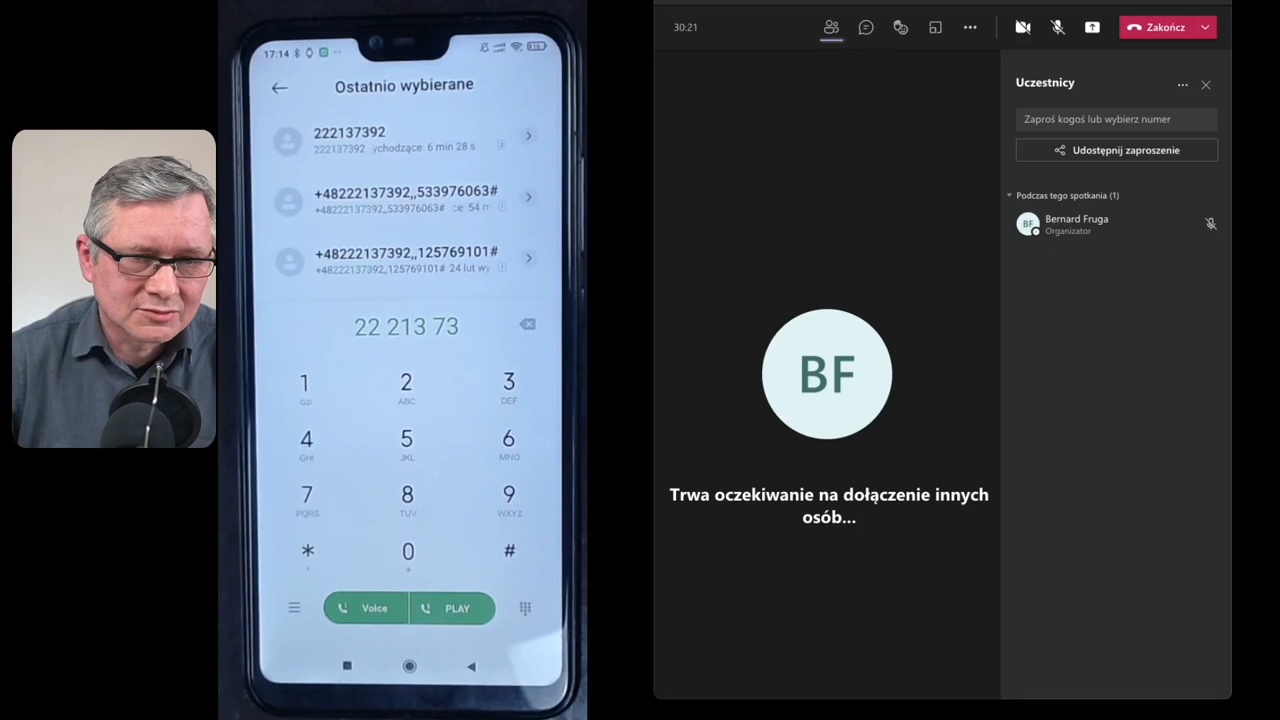 17:14
Ostatnio wybierane
222137392
222137392 ychodzące: 6 min 28 s
+48222137392,,533976063#
+48222137392,,533976063# :ce: 54 m
+48222137392,,125769101#
+48222137392,,125769101# 24 lut wy
22 213 73
1
2
ABC
3
DEF
4
GHI
5
JKL
6
MNO
7
PQRS
8
TUV
9
WXYZ
*
0
+
#
Voice
PLAY
30:21
Zakończ
Uczestnicy
Zaproś kogoś lub wybierz numer
Udostępnij zaproszenie
Podczas tego spotkania (1)
BF
Bernard Fruga
Organizator
BF
Trwa oczekiwanie na dołączenie innych
osób...